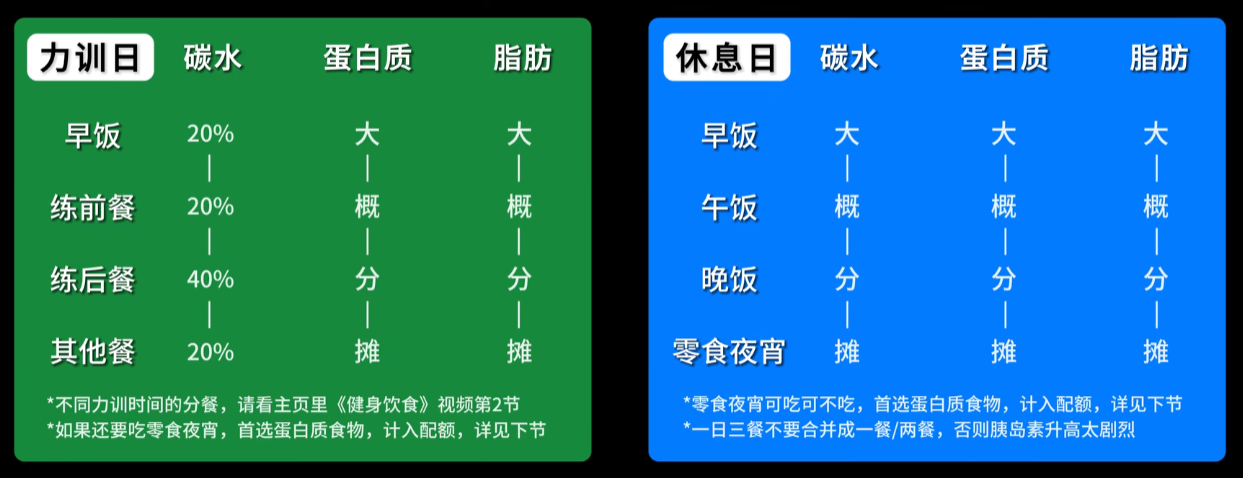 力训日 碳水 蛋白质 脂肪
早饭 20% 大 大
练前餐 20% 概 概
练后餐 40% 分 分
其他餐 20% 摊 摊
*不同力训时间的分餐，请看主页里《健身饮食》视频第2节
*如果还要吃零食夜宵，首选蛋白质食物，计入配额，详见下节
休息日 碳水 蛋白质 脂肪
早饭 大 大 大
午饭 概 概 概
晚饭 分 分 分
零食夜宵 摊 摊 摊
*零食夜宵可吃可不吃，首选蛋白质食物，计入配额，详见下节
*一日三餐不要合并成一餐/两餐，否则胰岛素升高太剧烈